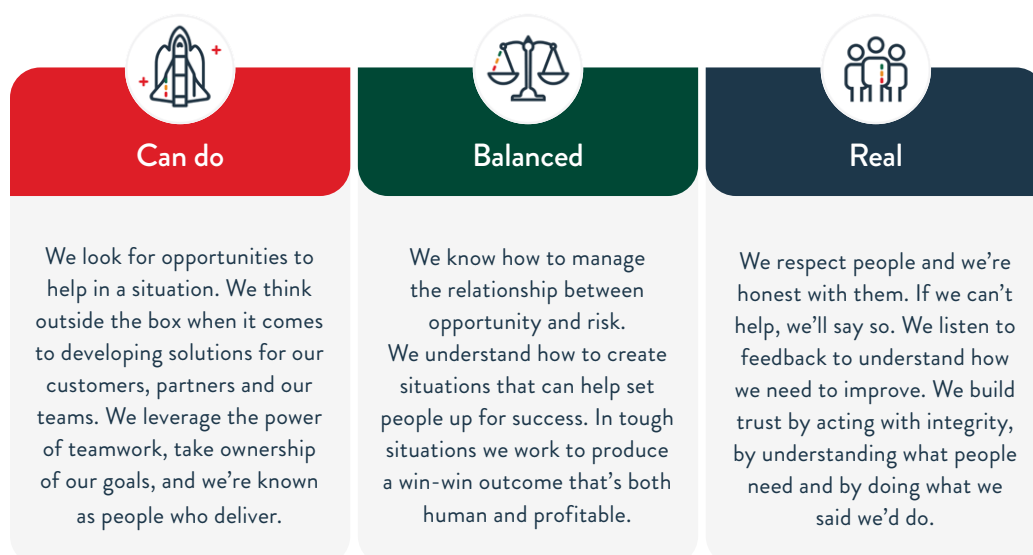 Can do
We look for opportunities to
help in a situation. We think
outside the box when it comes
to developing solutions for our
customers, partners and our
teams. We leverage the power
of teamwork, take ownership
of our goals, and we're known
as people who deliver.
Balanced
We know how to manage
the relationship between
opportunity and risk.
We understand how to create
situations that can help set
people up for success. In tough
situations we work to produce
a win-win outcome that's both
human and profitable.
Real
We respect people and we're
honest with them. If we can't
help, we'll say so. We listen to
feedback to understand how
we need to improve. We build
trust by acting with integrity,
by understanding what people
need and by doing what we
said we'd do.